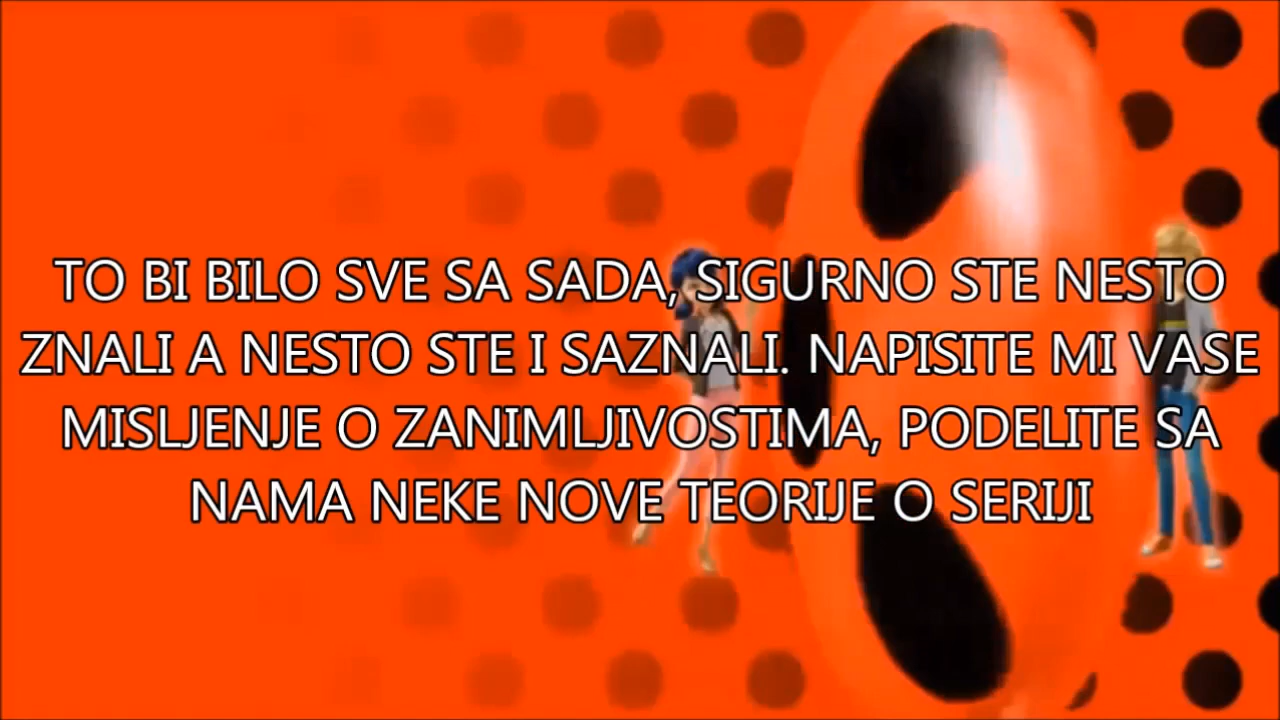 TO BI BILO SVE SA SADA, SIGURNO STE NESTO
ZNALI A NESTO STE I SAZNALI. NAPISITE MI VASE
MISLJENJE O ZANIMLJIVOSTIMA, PODELITE SA
NAMA NEKE NOVE TEORIJE O SERIJI